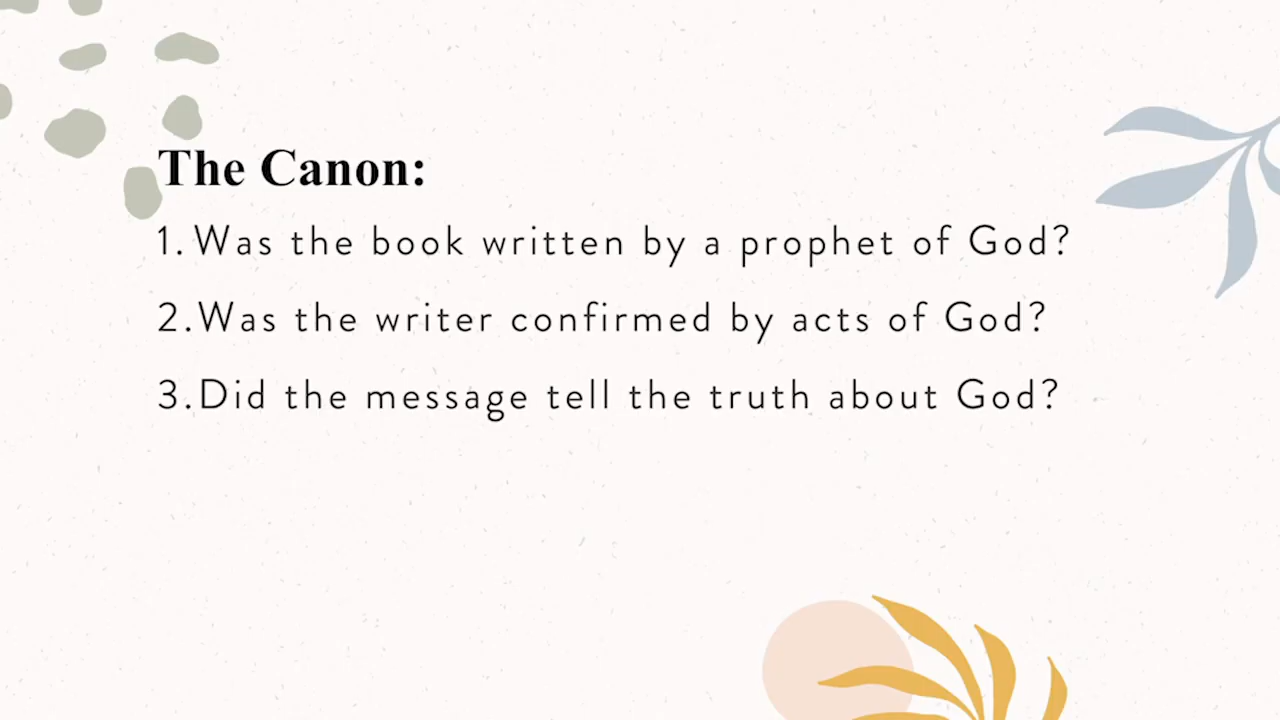 The Canon:
1. Was the book written by a prophet of God?
2.Was the writer confirmed by acts of God?
3.Did the message tell the truth about God?